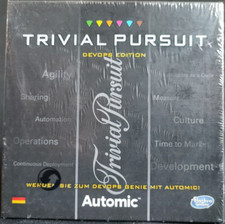 TRIVIAL PURSUIT
DEVOPS EDITION
Agility
Sharing
Automation
Culture
Operations
Time to Market
Continuous
Development
Trivial Pursuit
WERDEN SIE ZUM DEVOPS GENIE MIT AUTOMIC!
Automic
Hasbro